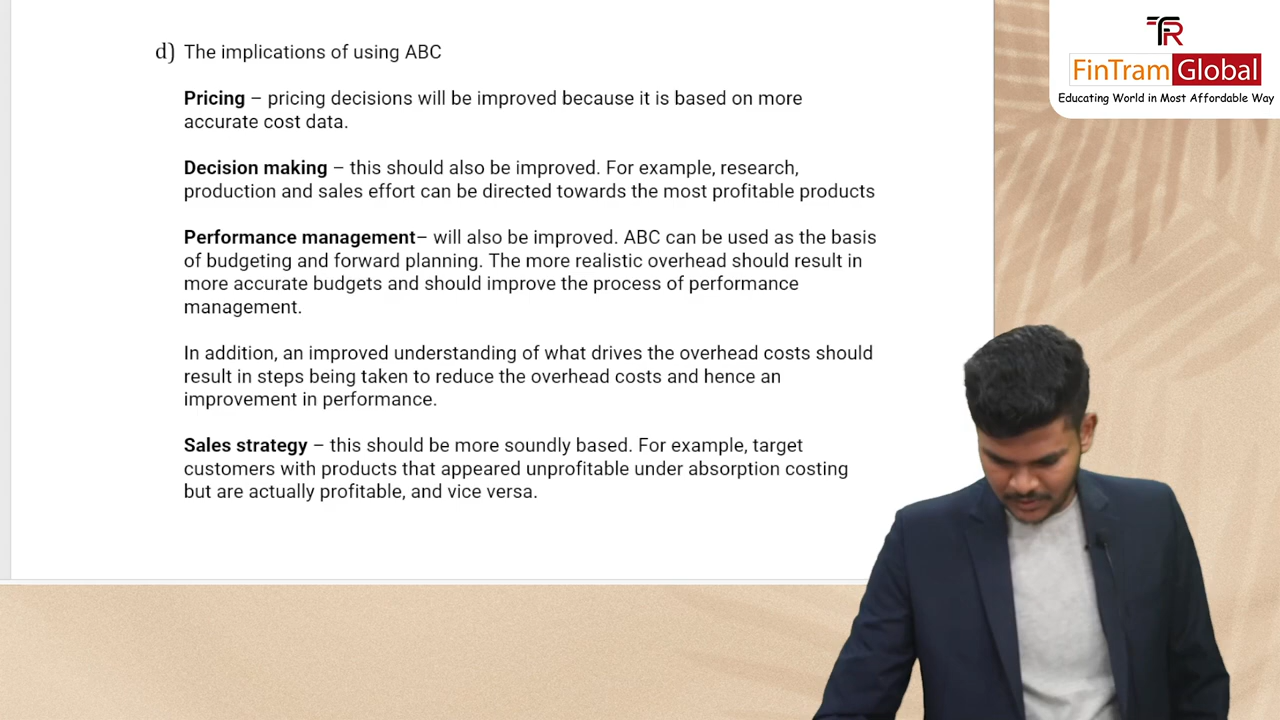 d) The implications of using ABC
Pricing – pricing decisions will be improved because it is based on more
accurate cost data.
Decision making – this should also be improved. For example, research,
production and sales effort can be directed towards the most profitable products
Performance management– will also be improved. ABC can be used as the basis
of budgeting and forward planning. The more realistic overhead should result in
more accurate budgets and should improve the process of performance
management.
In addition, an improved understanding of what drives the overhead costs should
result in steps being taken to reduce the overhead costs and hence an
improvement in performance.
Sales strategy – this should be more soundly based. For example, target
customers with products that appeared unprofitable under absorption costing
but are actually profitable, and vice versa.
FinTram Global
Educating World in Most Affordable Way